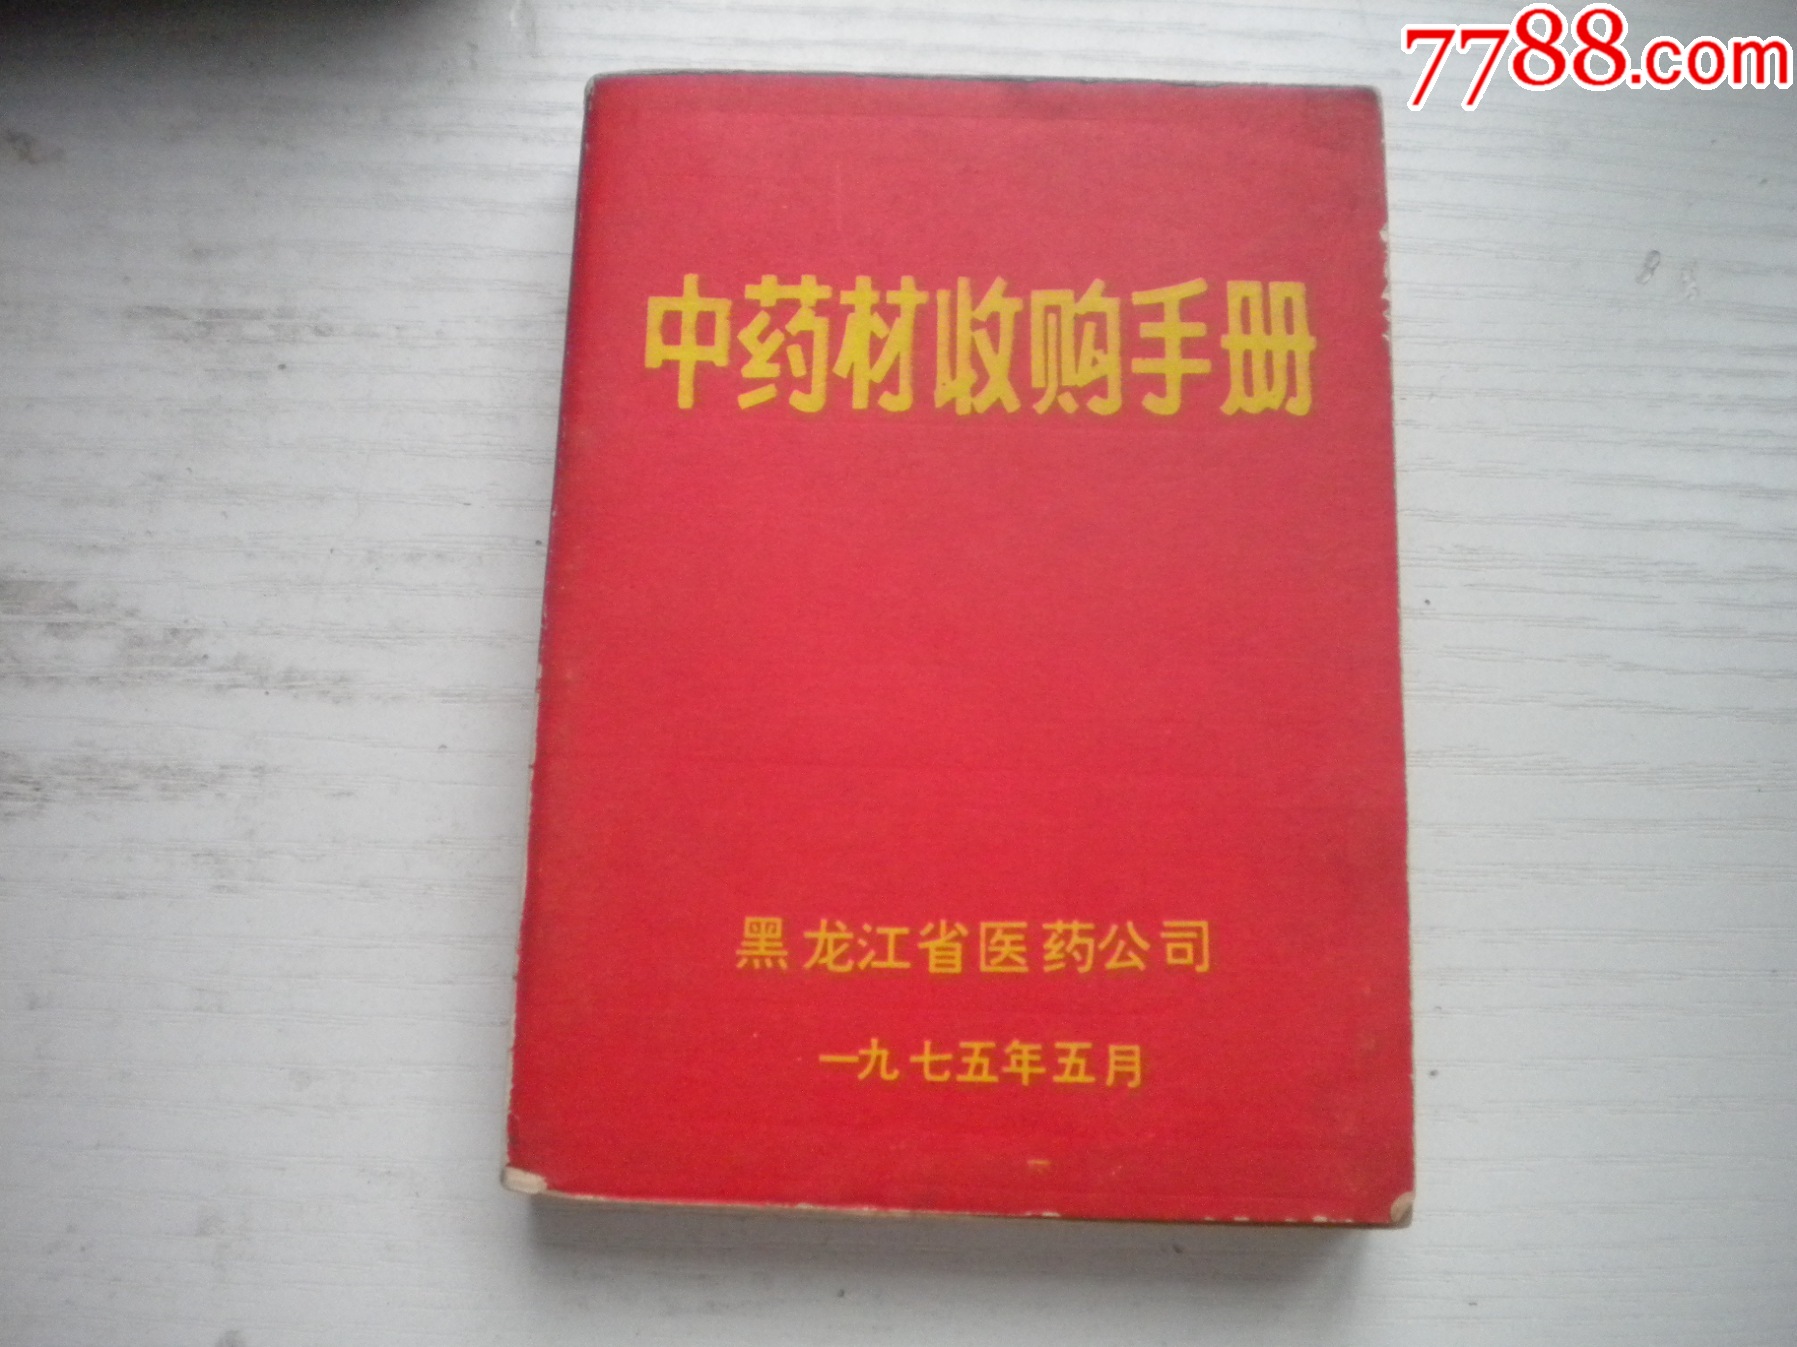 7788.com
中药材收购手册
黑龙江省医药公司
一九七五年五月